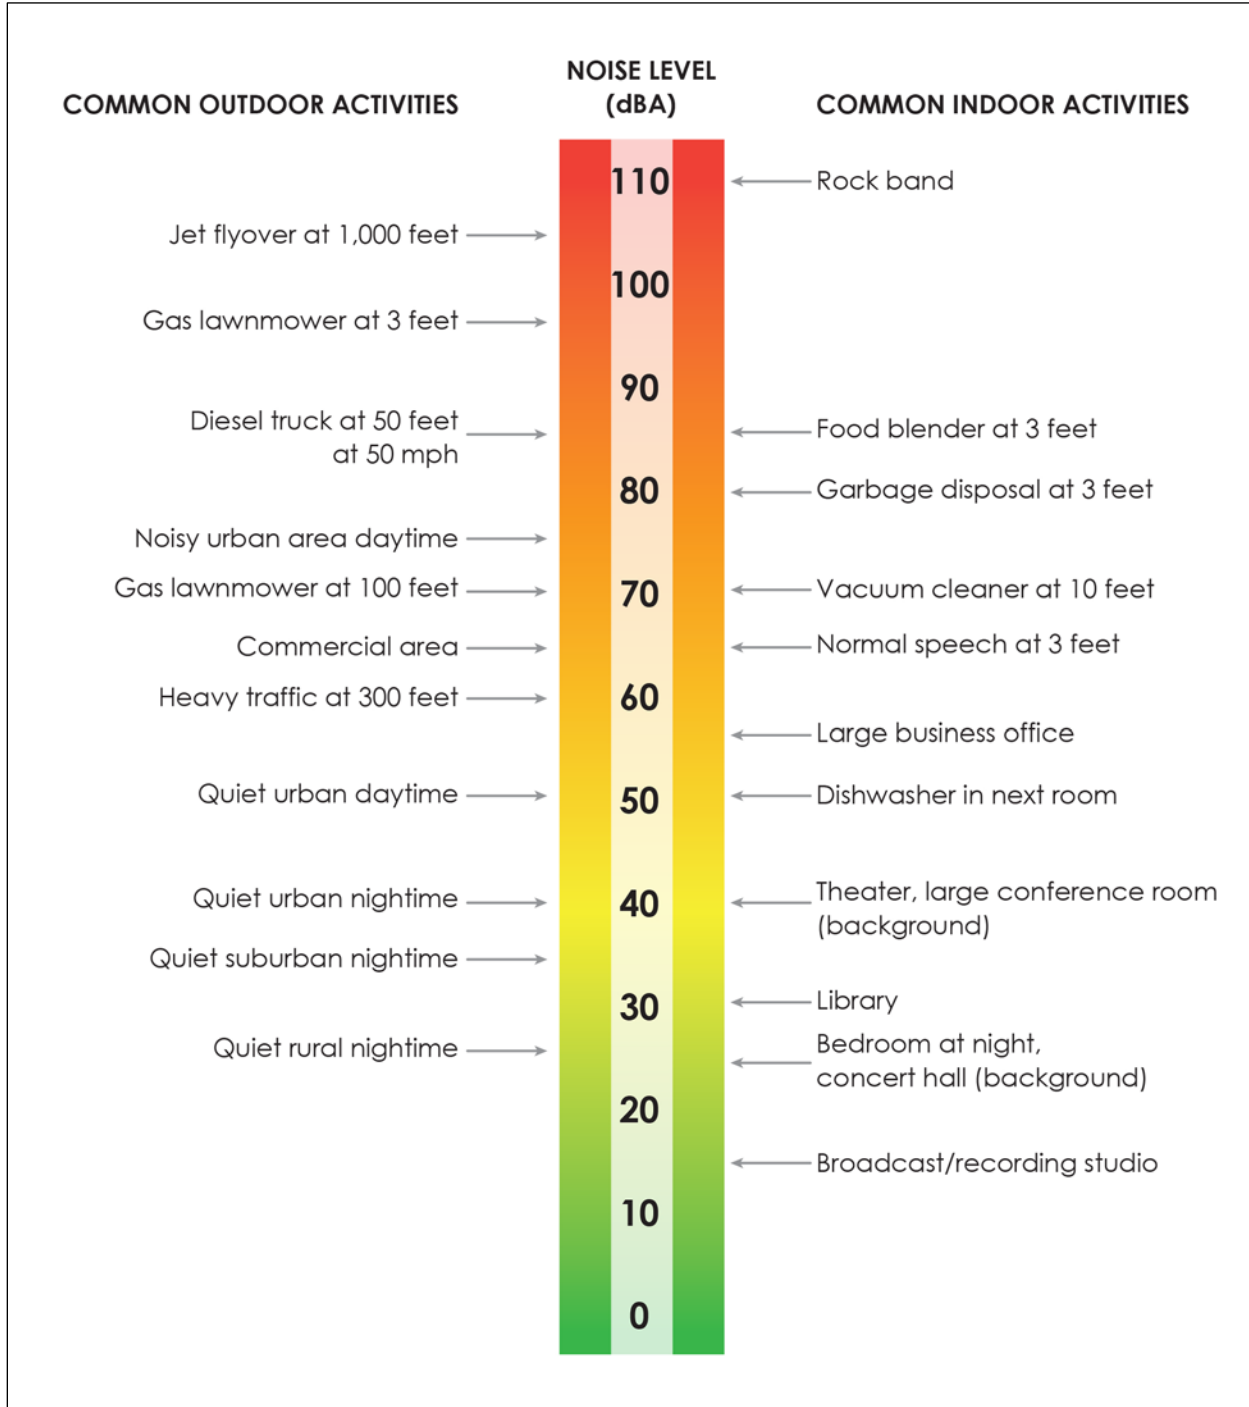 COMMON OUTDOOR ACTIVITIES
NOISE LEVEL
(dBA)
COMMON INDOOR ACTIVITIES
110
Rock band
Jet flyover at 1,000 feet
100
Gas lawnmower at 3 feet
90
Diesel truck at 50 feet
at 50 mph
Food blender at 3 feet
80
Garbage disposal at 3 feet
Noisy urban area daytime
Gas lawnmower at 100 feet
70
Vacuum cleaner at 10 feet
Commercial area
Normal speech at 3 feet
Heavy traffic at 300 feet
60
Large business office
Quiet urban daytime
50
Dishwasher in next room
Quiet urban nightime
40
Theater, large conference room
(background)
Quiet suburban nightime
30
Library
Quiet rural nightime
Bedroom at night,
concert hall (background)
20
Broadcast/recording studio
10
0